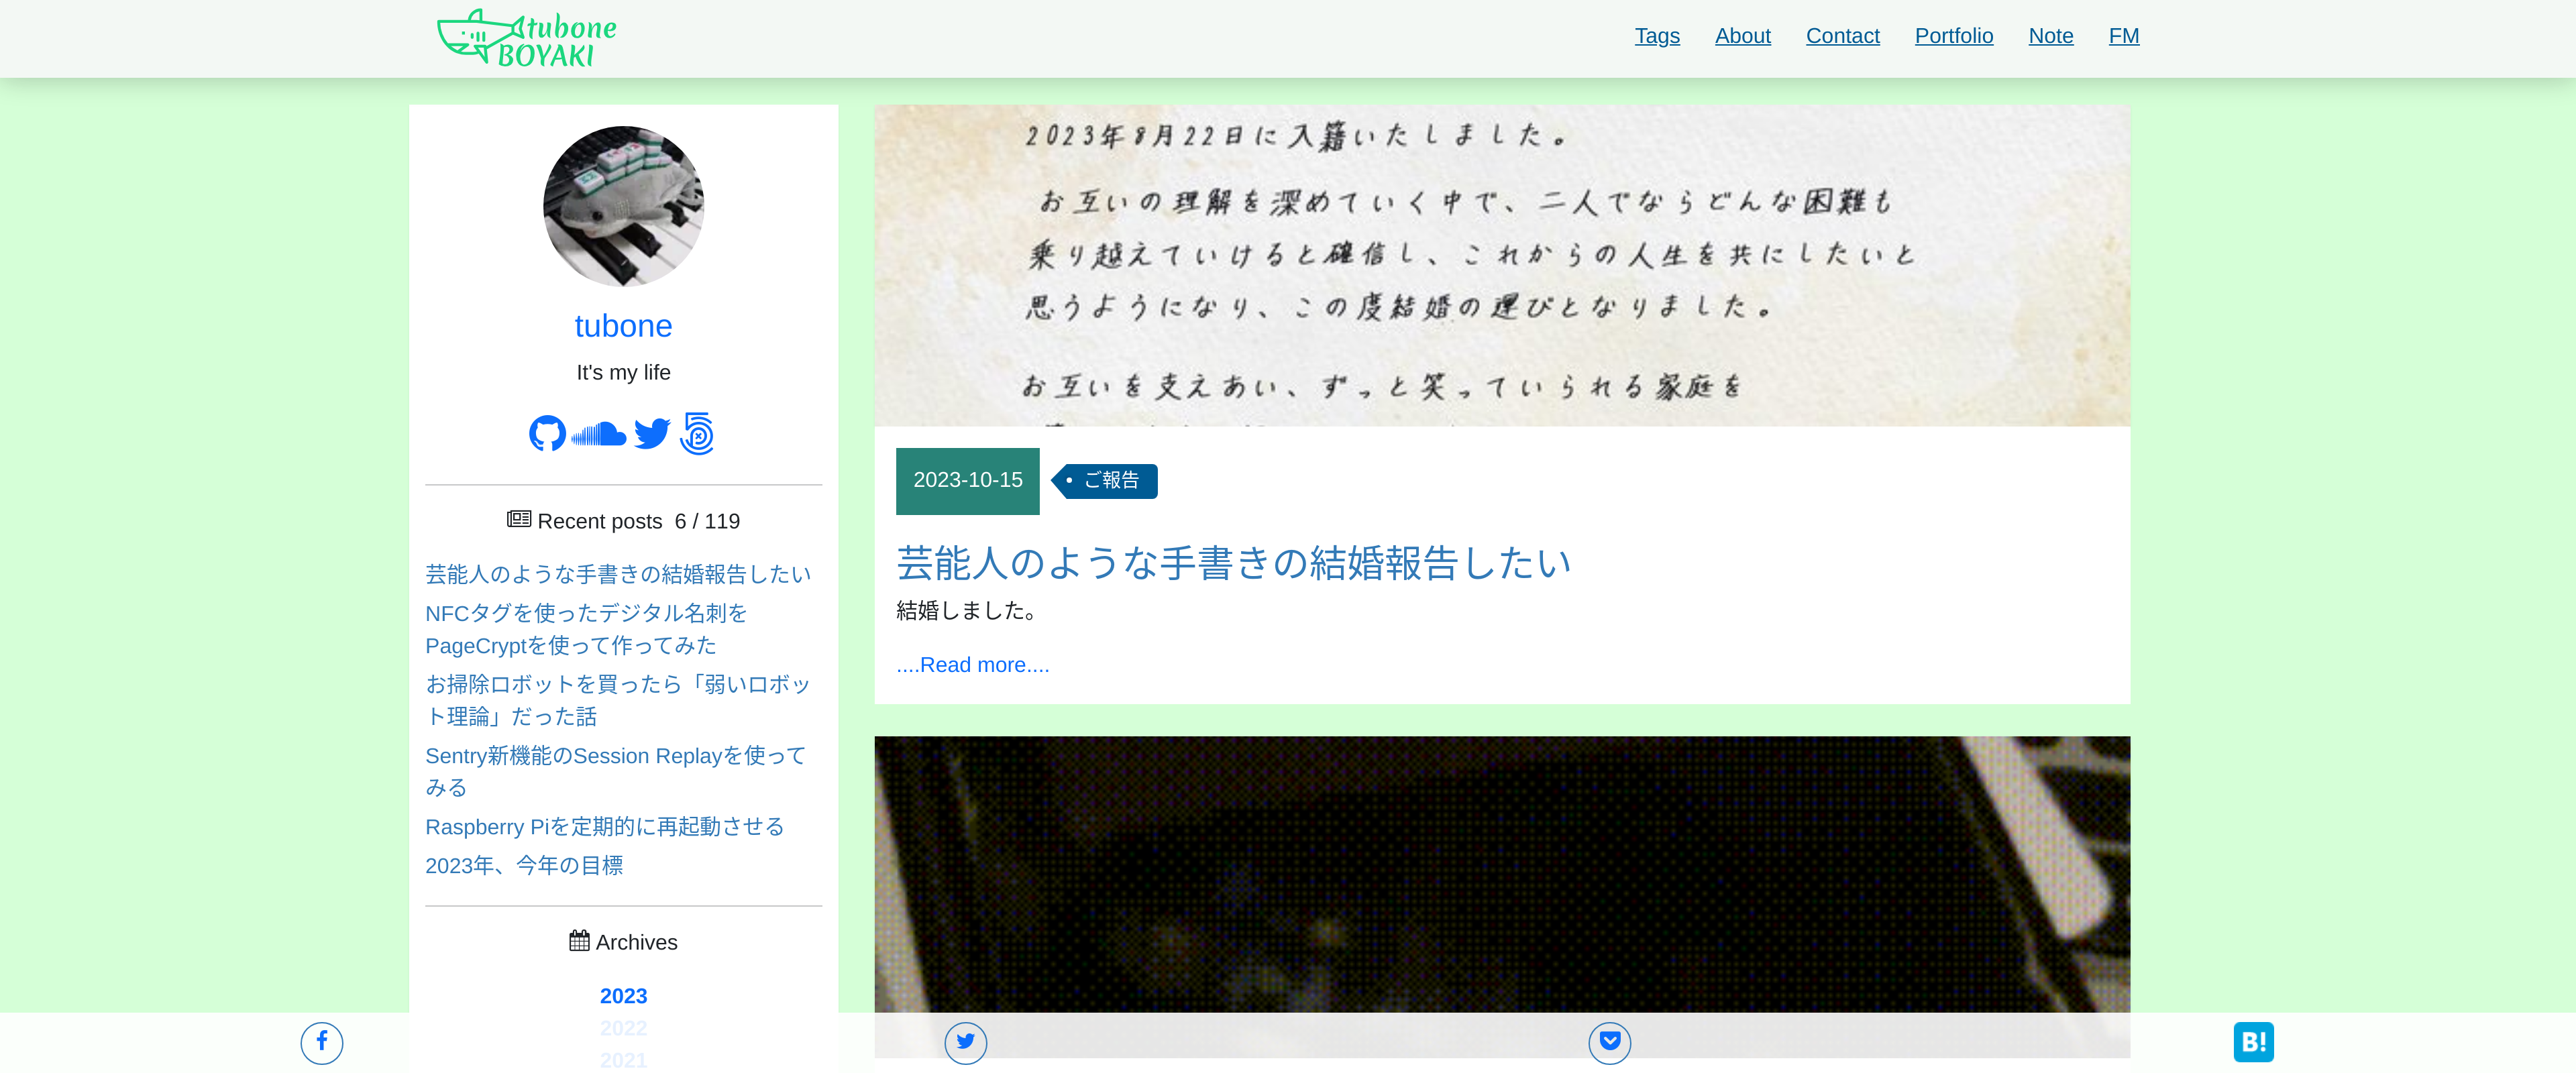 tubone
BOYAKI
Tags About Contact Portfolio Note FM
tubone
It's my life
Recent posts 6 / 119
芸能人のような手書きの結婚報告したい
NFCタグを使ったデジタル名刺を
PageCryptを使って作ってみた
お掃除ロボットを買ったら「弱いロボッ
ト理論」だった話
Sentry新機能のSession Replayを使って
みる
Raspberry Piを定期的に再起動させる
2023年、今年の目標
Archives
2023
2022
2021
2023年8月22日に入籍いたしました。
お互いの理解を深めていく中で、二人でならどんな困難も
乗り越えていけると確信し、これからの人生を共にしたいと
思うようになり、この度結婚の運びとなりました。
お互いを支えあい、ずっと笑っていられる家庭を
2023-10-15 ご報告
芸能人のような手書きの結婚報告したい
結婚しました。
....Read more....
B!